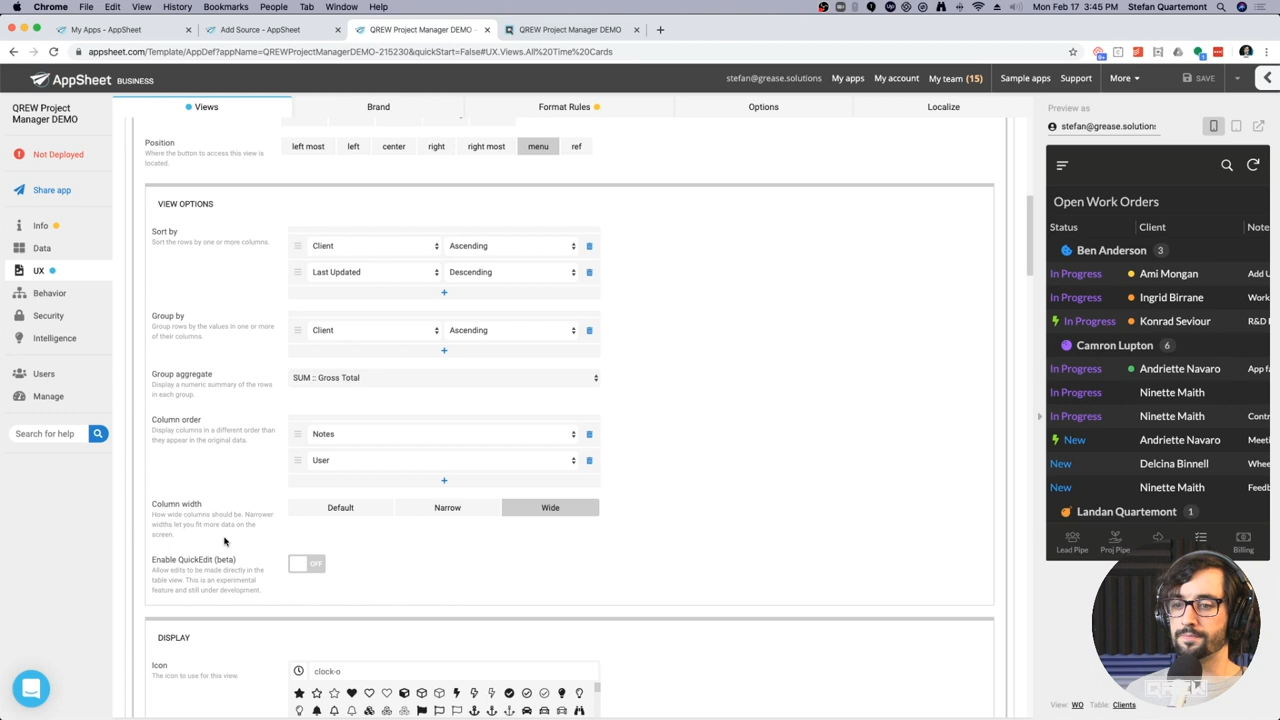 Chrome File Edit View History Bookmarks People Tab Window Help
Mon Feb 17 3:45 PM Stefan Quartemont
My Apps - AppSheet
Add Source - AppSheet
QREW Project Manager DEMO -
QREW Project Manager DEMO
appsheet.com/Template/AppDef?appName=QREWProjectManagerDEMO-215230&quickStart=False#UX.Views.All%20Time%20Cards
AppSheet BUSINESS
stefan@grease.solutions My apps My account My team (15) Sample apps Support More SAVE
QREW Project
Manager DEMO
Not Deployed
Share app
Info
Data
UX
Behavior
Security
Intelligence
Users
Manage
Search for help
Views Brand Format Rules Options Localize
Position
Where the button to access this view is
located.
left most left center right right most menu ref
VIEW OPTIONS
Sort by
Sort the rows by one or more columns.
Client Ascending
Last Updated Descending
+
Group by
Group rows by the values in one or more
of their columns.
Client Ascending
+
Group aggregate
Display a numeric summary of the rows
in each group.
SUM :: Gross Total
Column order
Display columns in a different order than
they appear in the original data.
Notes
User
+
Column width
How wide columns should be. Narrower
widths let you fit more data on the
screen.
Default Narrow Wide
Enable QuickEdit (beta)
Allow edits to be made directly in the
table view. This is an experimental
feature and still under development.
OFF
DISPLAY
Icon
The icon to use for this view.
clock-o
Preview as
stefan@grease.solution:
Open Work Orders
Status Client Note
Ben Anderson 3
In Progress Ami Mongan Add U
In Progress Ingrid Birrane Work
In Progress Konrad Seviour R&D
Camron Lupton 6
In Progress Andriette Navaro App fa
In Progress Ninette Maith
In Progress Ninette Maith Contr
New Andriette Navaro Meeti
New Delcina Binnell Whee
New Ninette Maith Feedb
Landan Quartemont 1
Lead Pipe Proj Pipe Billing
QREW
View: WO Table: Clients